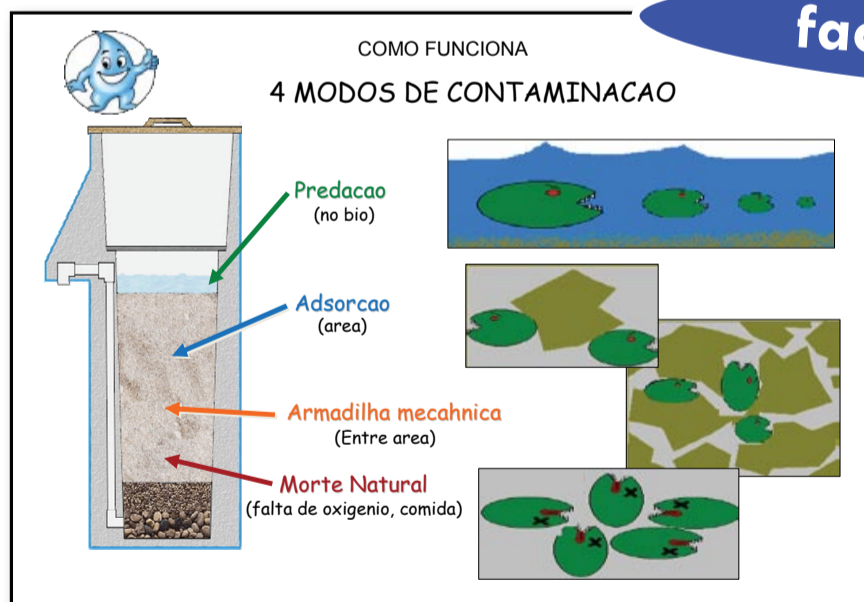 fac
COMO FUNCIONA
4 MODOS DE CONTAMINACAO
Predacao
(no bio)
Adsorcao
(area)
Armadilha mecahnica
(Entre area)
Morte Natural
(falta de oxigenio, comida)